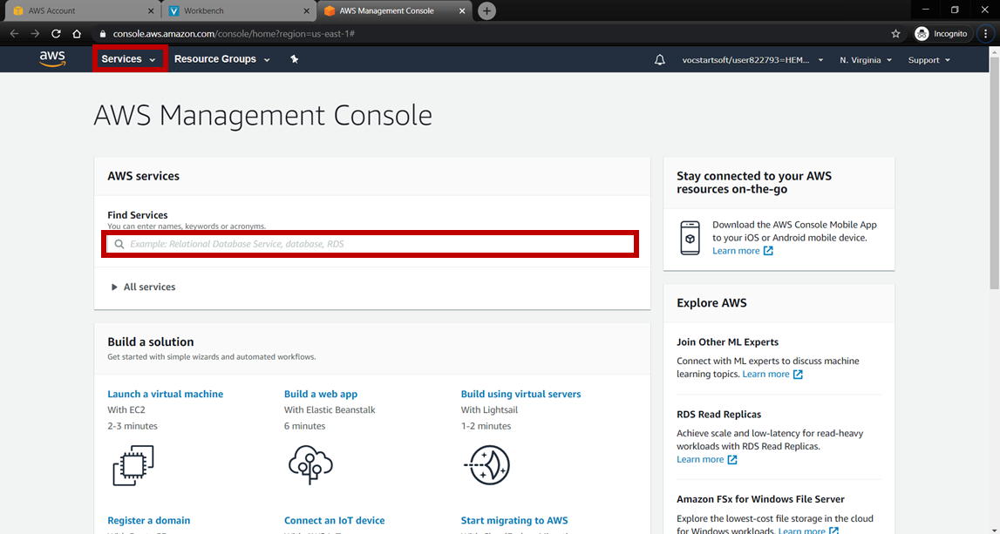 AWS Account
Workbench
AWS Management Console
console.aws.amazon.com/console/home?region=us-east-1#
Incognito
aws
Services
Resource Groups
vocstartsoft/user822793=HEM...
N. Virginia
Support
AWS Management Console
AWS services
Find Services
You can enter names, keywords or acronyms.
Example: Relational Database Service, database, RDS
All services
Build a solution
Get started with simple wizards and automated workflows.
Launch a virtual machine
With EC2
2-3 minutes
Build a web app
With Elastic Beanstalk
6 minutes
Build using virtual servers
With Lightsail
1-2 minutes
Register a domain
Connect an IoT device
Start migrating to AWS
Stay connected to your AWS
resources on-the-go
Download the AWS Console Mobile App
to your iOS or Android mobile device.
Learn more
Explore AWS
Join Other ML Experts
Connect with ML experts to discuss machine
learning topics. Learn more
RDS Read Replicas
Achieve scale and low-latency for read-heavy
workloads with RDS Read Replicas.
Learn more
Amazon FSx for Windows File Server
Explore the lowest-cost file storage in the cloud
for Windows workloads. Learn more